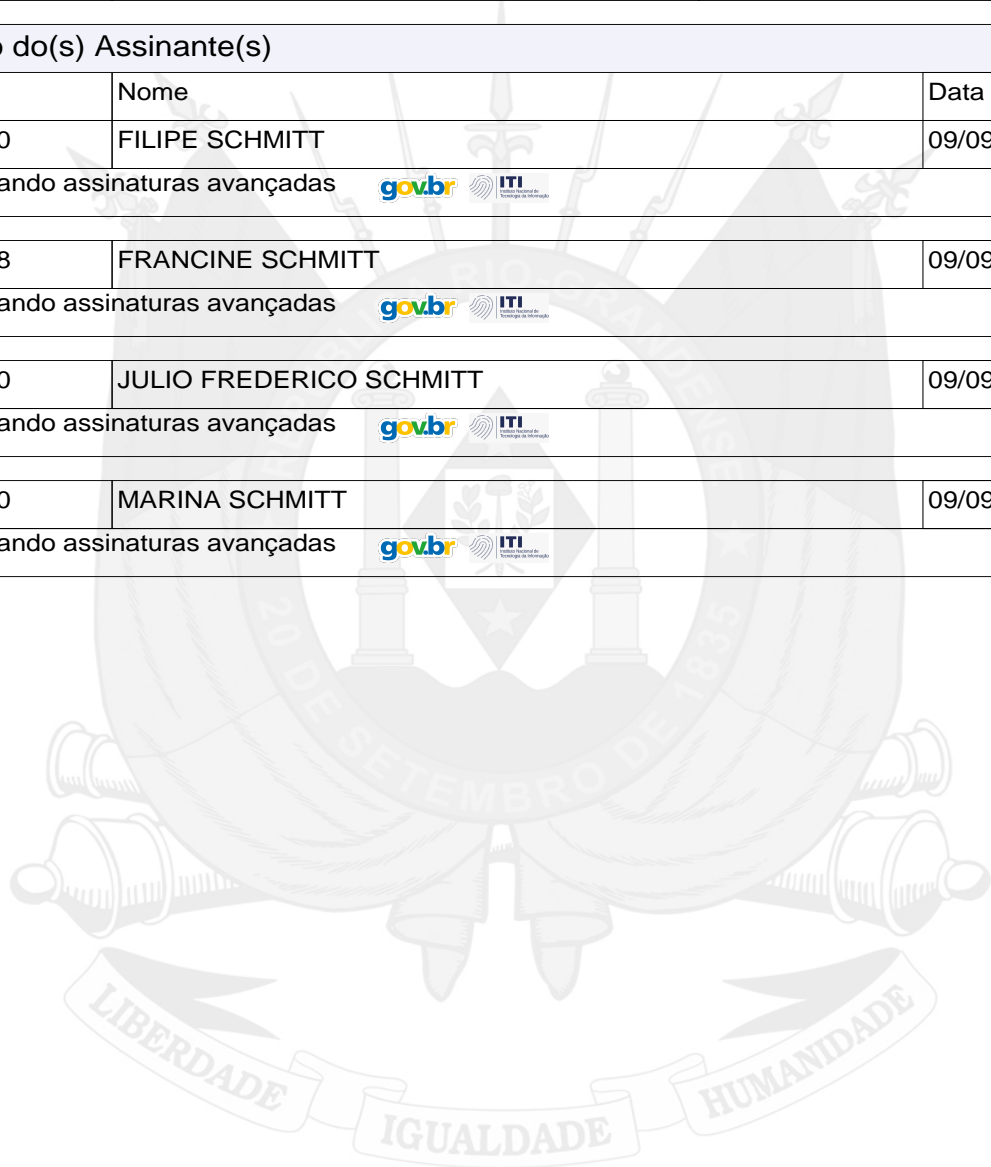 o do(s) Assinante(s)
Nome Data
0 FILIPE SCHMITT 09/09
ando assinaturas avançadas gov.br ITI
8 FRANCINE SCHMITT 09/09
ando assinaturas avançadas gov.br ITI
0 JULIO FREDERICO SCHMITT 09/09
ando assinaturas avançadas gov.br ITI
0 MARINA SCHMITT 09/09
ando assinaturas avançadas gov.br ITI
REPÚBLICA RIO-GRANDENSE
20 DE SETEMBRO DE 1835
LIBERDADE IGUALDADE HUMANIDADE